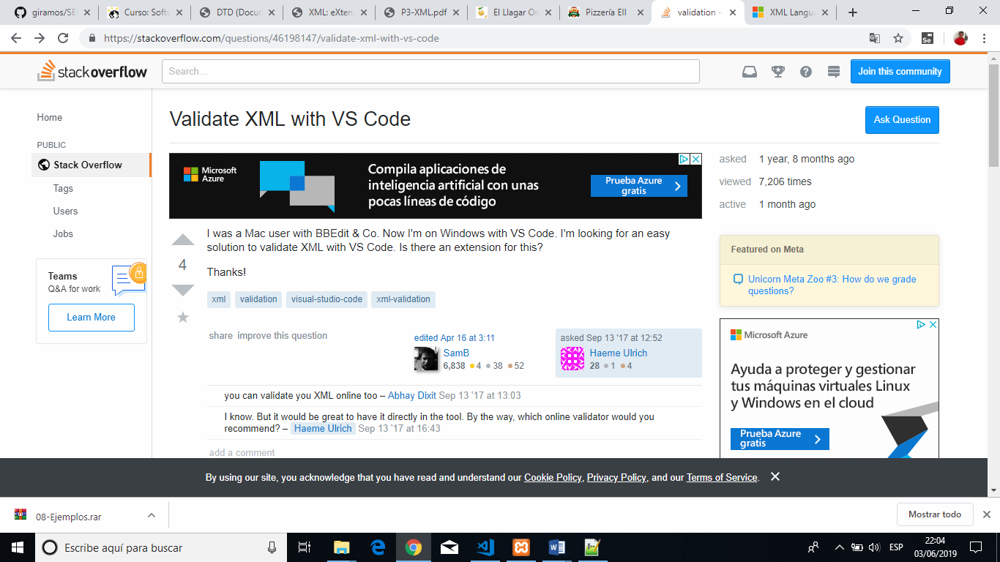 giramos/SE
Curso: Soft
DTD (Docu
XML: eXten
P3-XML.pdf
El Llagar O
Pizzería Ell
validation -
XML Langu
https://stackoverflow.com/questions/46198147/validate-xml-with-vs-code
stackoverflow
Search...
Join this community
Home
PUBLIC
Stack Overflow
Tags
Users
Jobs
Teams
Q&A for work
Learn More
Validate XML with VS Code
Ask Question
Microsoft Azure
Compila aplicaciones de
inteligencia artificial con unas
pocas líneas de código
Prueba Azure
gratis
asked 1 year, 8 months ago
viewed 7,206 times
active 1 month ago
4
I was a Mac user with BBEdit & Co. Now I'm on Windows with VS Code. I'm looking for an easy
solution to validate XML with VS Code. Is there an extension for this?
Thanks!
xml validation visual-studio-code xml-validation
share improve this question
edited Apr 16 at 3:11
SamB
6,838 4 38 52
asked Sep 13 '17 at 12:52
Haeme Ulrich
28 1 4
you can validate you XML online too – Abhay Dixit Sep 13 '17 at 13:03
I know. But it would be great to have it directly in the tool. By the way, which online validator would you
recommend? – Haeme Ulrich Sep 13 '17 at 16:43
add a comment
Featured on Meta
Unicorn Meta Zoo #3: How do we grade
questions?
Microsoft Azure
Ayuda a proteger y gestionar
tus máquinas virtuales Linux
y Windows en el cloud
Prueba Azure
gratis
By using our site, you acknowledge that you have read and understand our Cookie Policy, Privacy Policy, and our Terms of Service.
08-Ejemplos.rar
Mostrar todo
Escribe aquí para buscar
ESP
22:04
03/06/2019